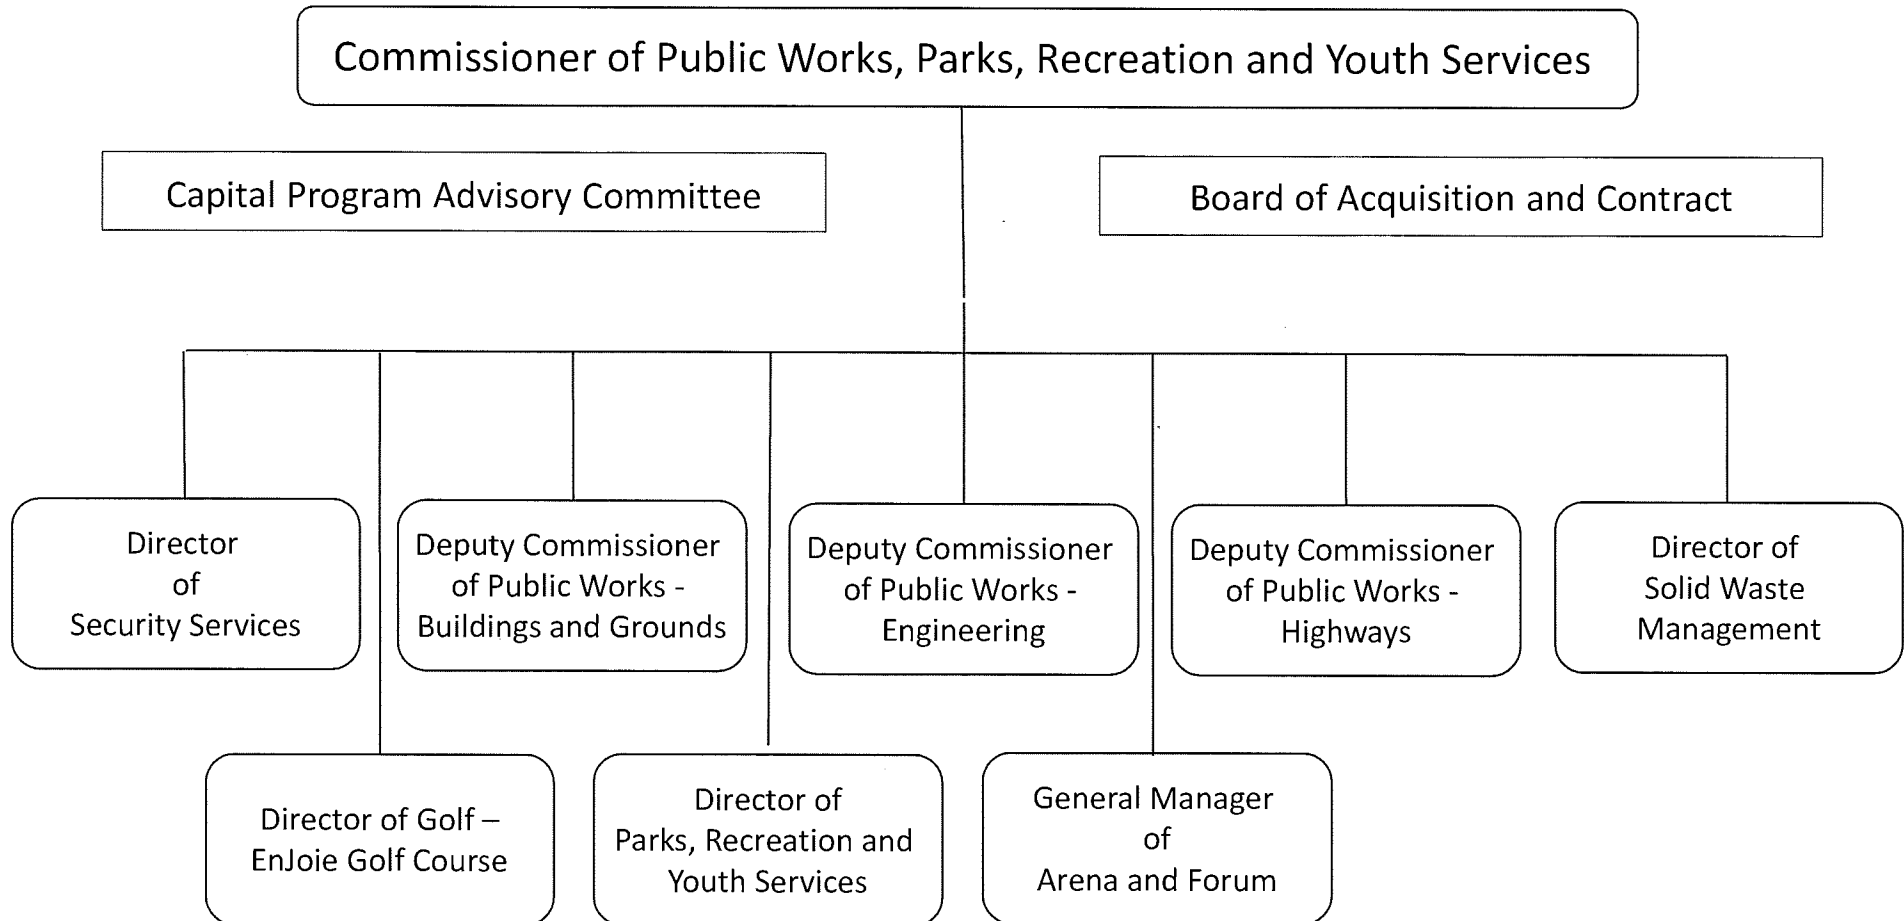 Commissioner of Public Works, Parks, Recreation and Youth Services
Capital Program Advisory Committee
Board of Acquisition and Contract
Director
of
Security Services
Deputy Commissioner
of Public Works -
Buildings and Grounds
Deputy Commissioner
of Public Works -
Engineering
Deputy Commissioner
of Public Works -
Highways
Director of
Solid Waste
Management
Director of Golf –
EnJoie Golf Course
Director of
Parks, Recreation and
Youth Services
General Manager
of
Arena and Forum